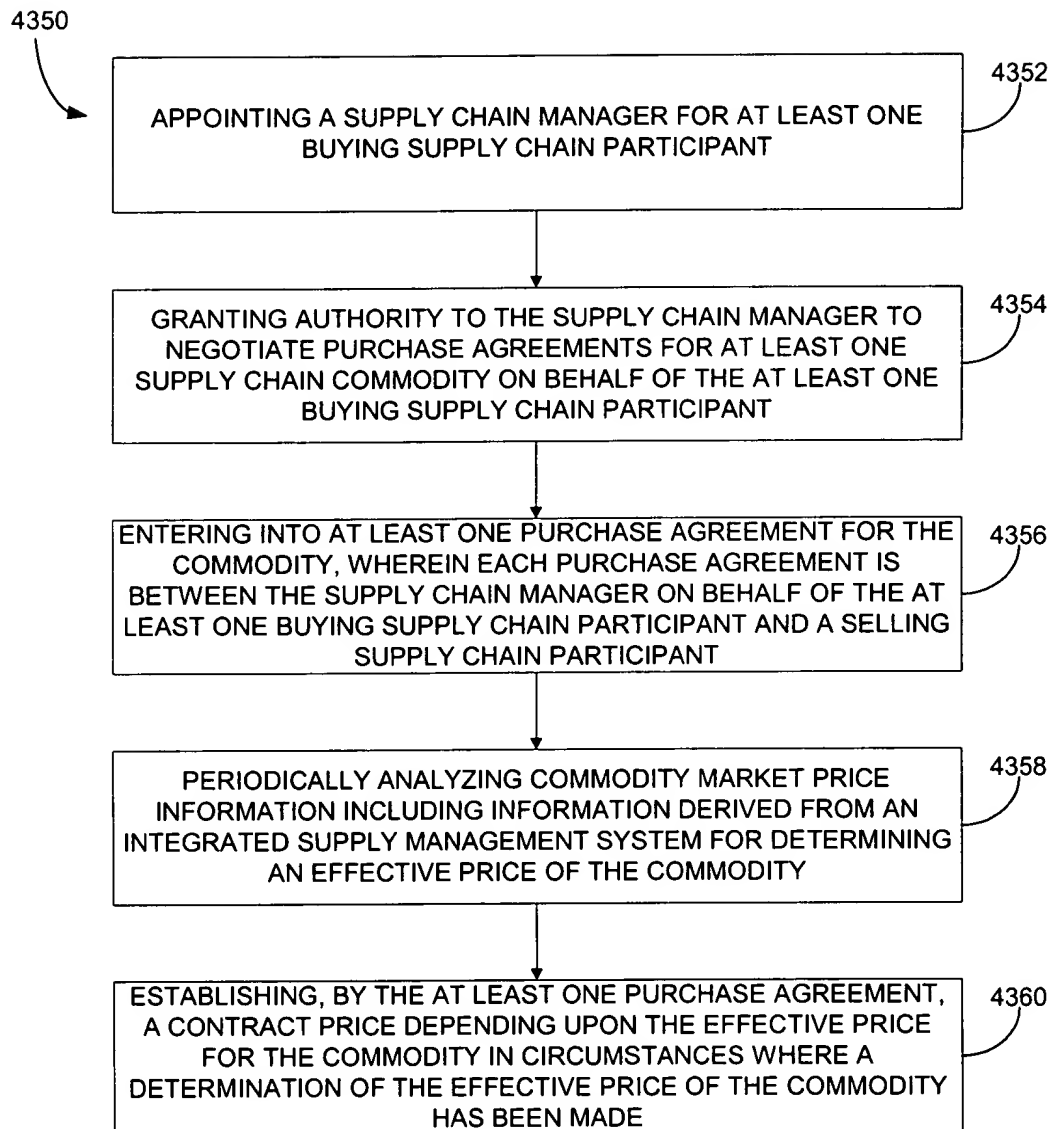 4350
4352
APPOINTING A SUPPLY CHAIN MANAGER FOR AT LEAST ONE
BUYING SUPPLY CHAIN PARTICIPANT
4354
GRANTING AUTHORITY TO THE SUPPLY CHAIN MANAGER TO
NEGOTIATE PURCHASE AGREEMENTS FOR AT LEAST ONE
SUPPLY CHAIN COMMODITY ON BEHALF OF THE AT LEAST ONE
BUYING SUPPLY CHAIN PARTICIPANT
4356
ENTERING INTO AT LEAST ONE PURCHASE AGREEMENT FOR THE
COMMODITY, WHEREIN EACH PURCHASE AGREEMENT IS
BETWEEN THE SUPPLY CHAIN MANAGER ON BEHALF OF THE AT
LEAST ONE BUYING SUPPLY CHAIN PARTICIPANT AND A SELLING
SUPPLY CHAIN PARTICIPANT
4358
PERIODICALLY ANALYZING COMMODITY MARKET PRICE
INFORMATION INCLUDING INFORMATION DERIVED FROM AN
INTEGRATED SUPPLY MANAGEMENT SYSTEM FOR DETERMINING
AN EFFECTIVE PRICE OF THE COMMODITY
4360
ESTABLISHING, BY THE AT LEAST ONE PURCHASE AGREEMENT,
A CONTRACT PRICE DEPENDING UPON THE EFFECTIVE PRICE
FOR THE COMMODITY IN CIRCUMSTANCES WHERE A
DETERMINATION OF THE EFFECTIVE PRICE OF THE COMMODITY
HAS BEEN MADE